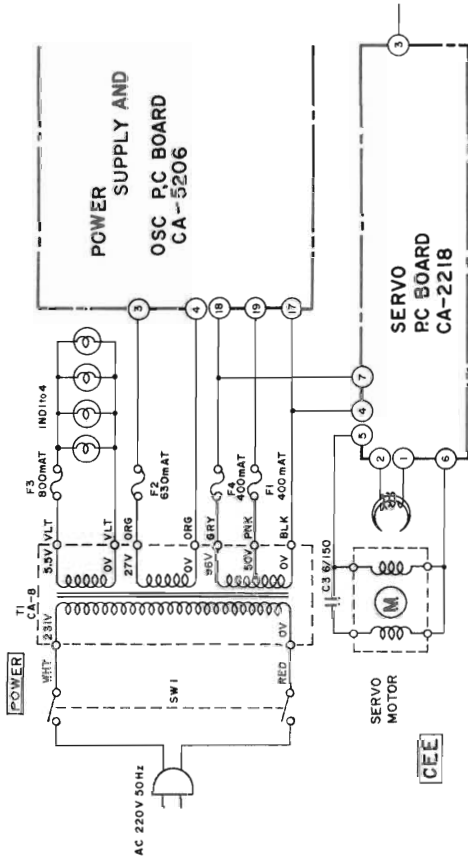 POWER
SUPPLY AND
OSC P,C BOARD
CA-5206
3
4
18
19
17
IND1to4
F3
800mAT
F2
630mAT
F4
400mAT
F1
400mAT
T1
CA-8
5.5V
VLT
0V
VLT
27V
ORG
0V
ORG
96V
GRY
50V
PNK
0V
BLK
231V
0V
POWER
WHT
RED
SW1
AC 220V 50Hz
SERVO
P.C BOARD
CA-2218
3
7
4
5
2
1
6
C3 6/150
M
SERVO
MOTOR
CEE